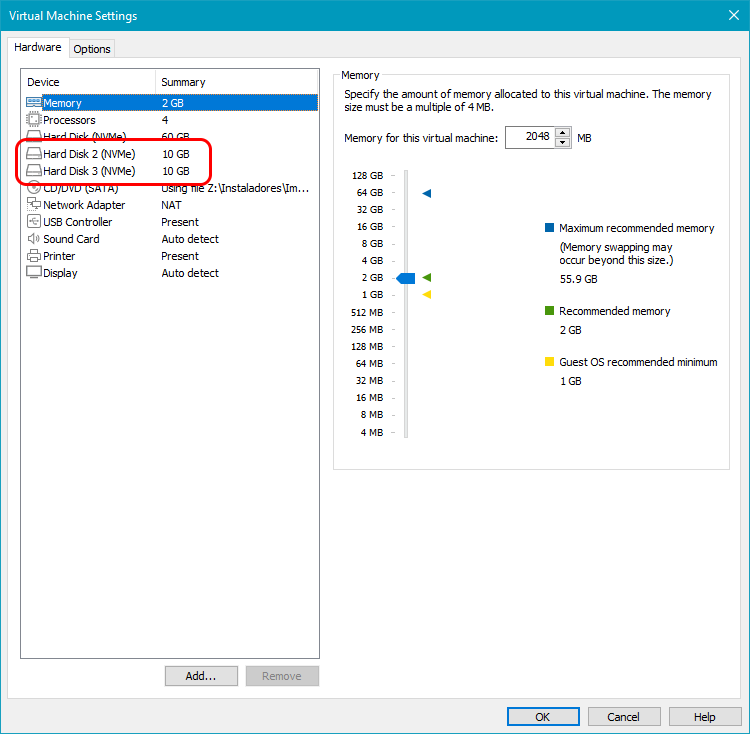 Virtual Machine Settings
Hardware
Options
Device Summary
Memory 2 GB
Processors 4
Hard Disk (NVMe) 60 GB
Hard Disk 2 (NVMe) 10 GB
Hard Disk 3 (NVMe) 10 GB
CD/DVD (SATA) Using file Z:\Instaladores\Im...
Network Adapter NAT
USB Controller Present
Sound Card Auto detect
Printer Present
Display Auto detect
Add...
Remove
Memory
Specify the amount of memory allocated to this virtual machine. The memory
size must be a multiple of 4 MB.
Memory for this virtual machine: 2048 MB
128 GB
64 GB
32 GB
16 GB
8 GB
4 GB
2 GB
1 GB
512 MB
256 MB
128 MB
64 MB
32 MB
16 MB
8 MB
4 MB
Maximum recommended memory
(Memory swapping may
occur beyond this size.)
55.9 GB
Recommended memory
2 GB
Guest OS recommended minimum
1 GB
OK
Cancel
Help